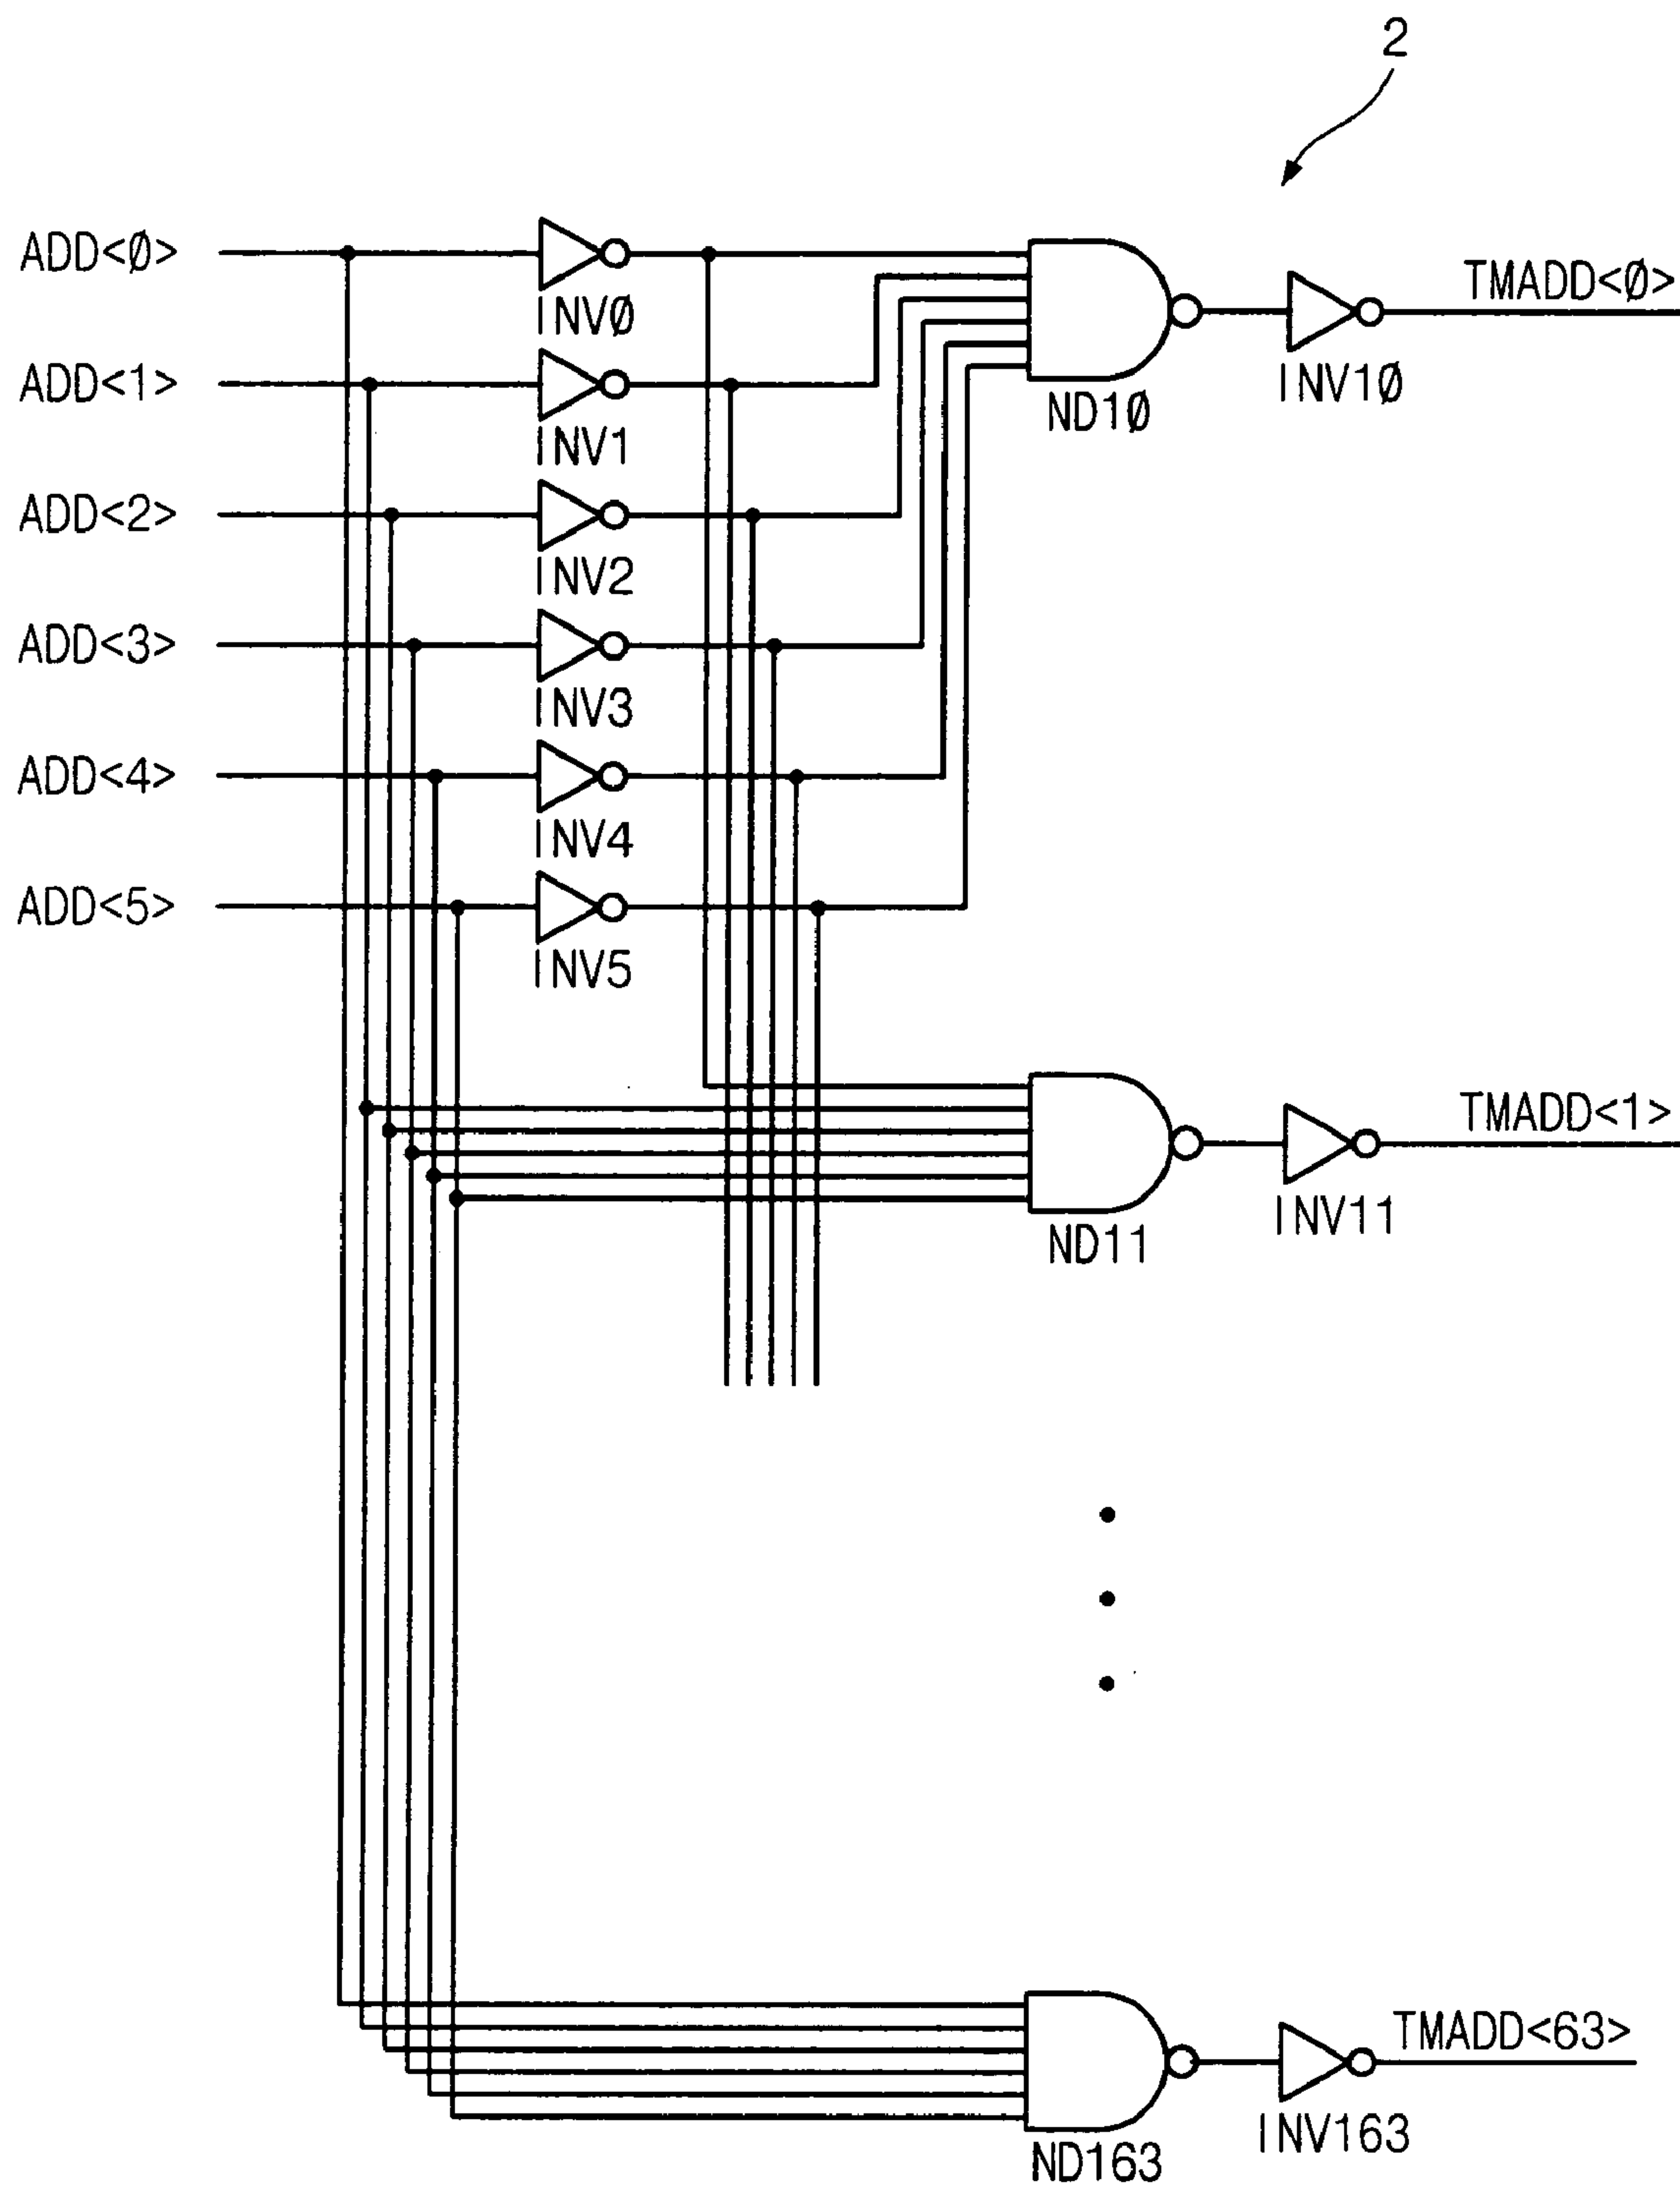 2
ADD<Ø>
INVØ
TMADD<Ø>
INV1Ø
ND1Ø
ADD<1>
INV1
ADD<2>
INV2
ADD<3>
INV3
ADD<4>
INV4
ADD<5>
INV5
TMADD<1>
INV11
ND11
TMADD<63>
INV163
ND163